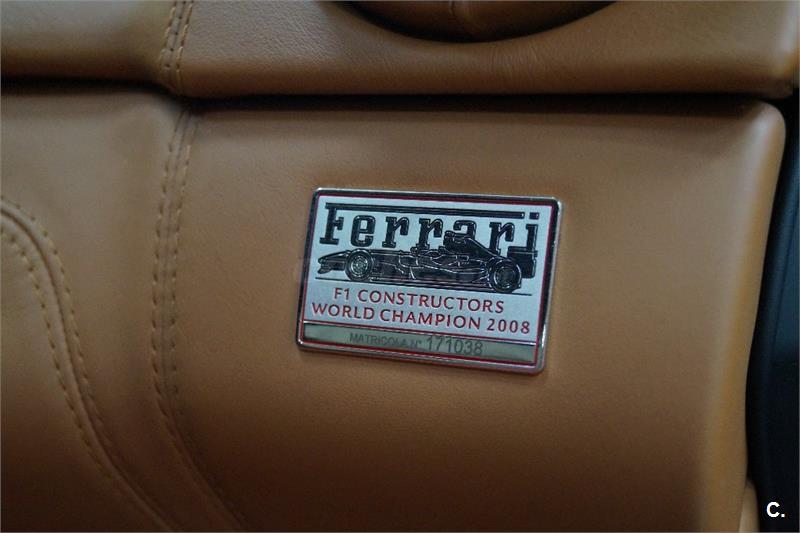 Ferrari
F1 CONSTRUCTORS
WORLD CHAMPION 2008
MATRICOLA N° 171038
C.